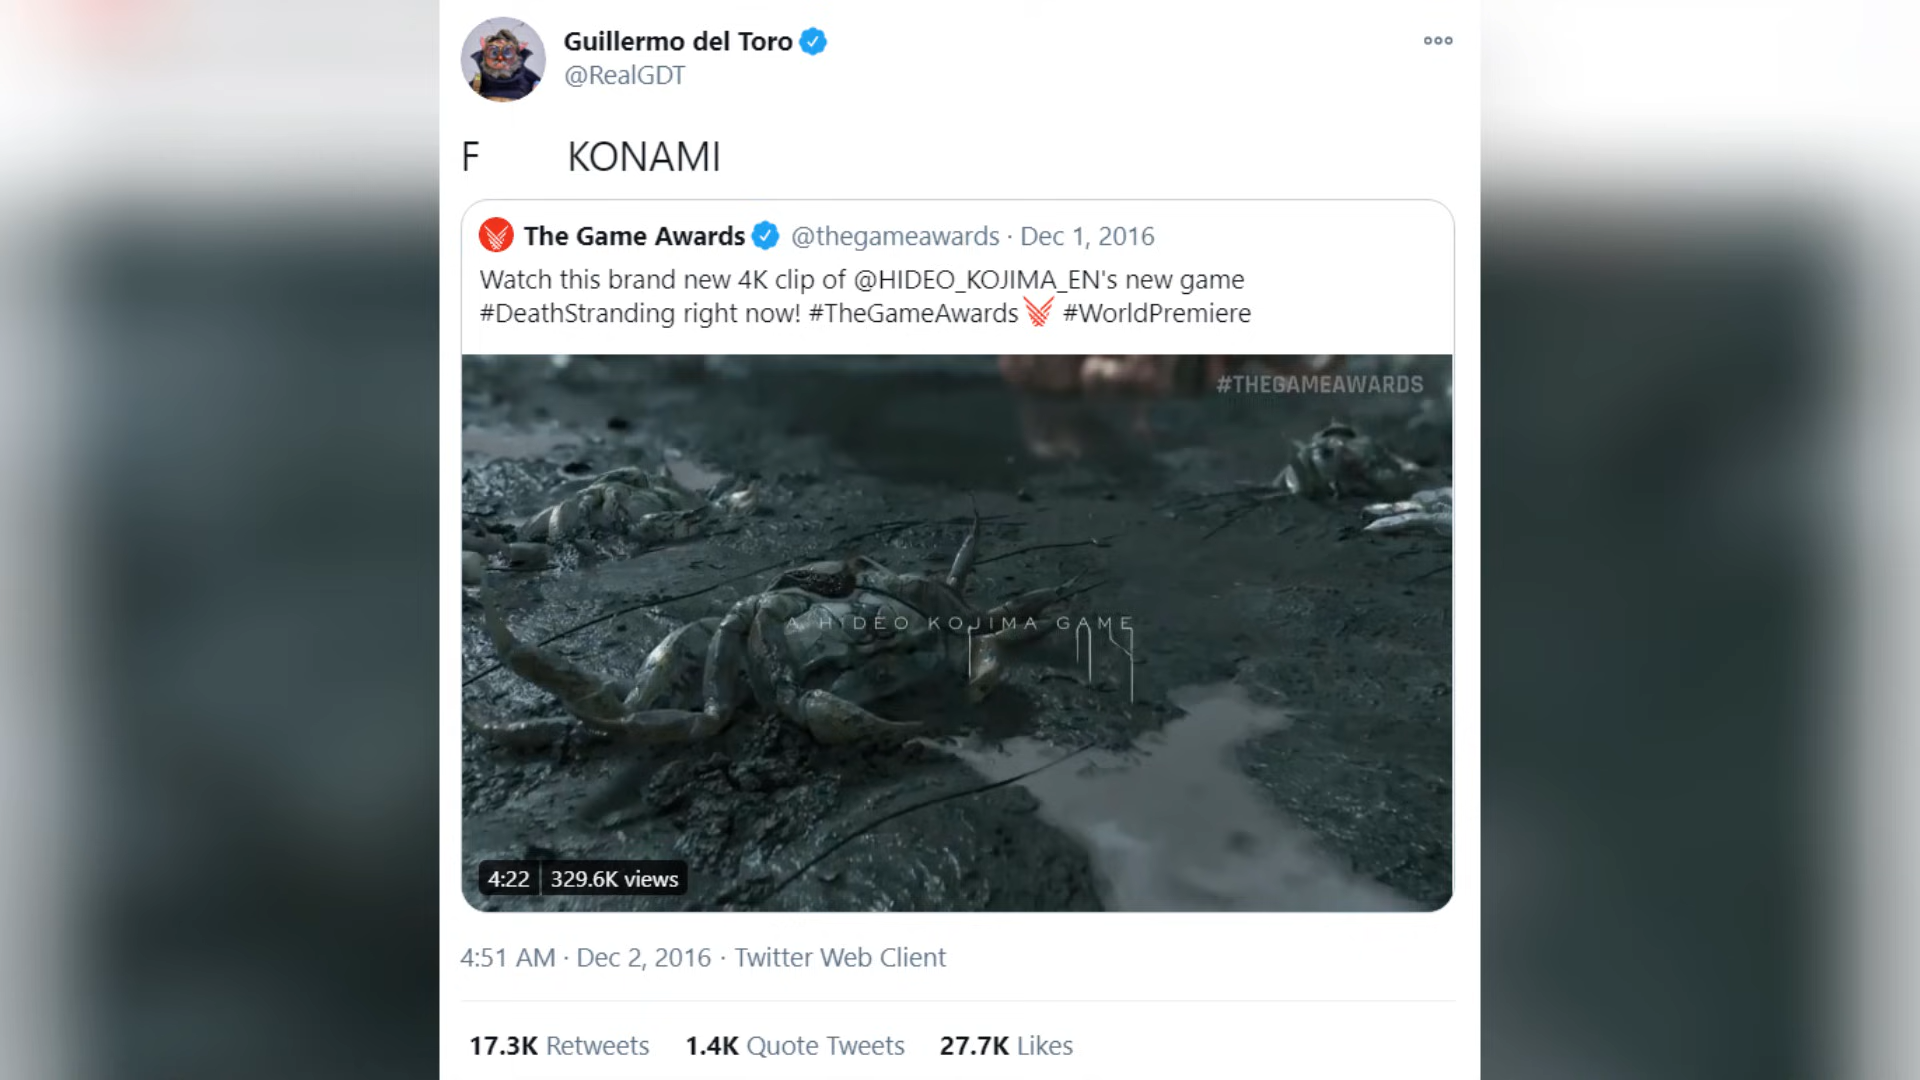 Guillermo del Toro
@RealGDT
F KONAMI
The Game Awards @thegameawards · Dec 1, 2016
Watch this brand new 4K clip of @HIDEO_KOJIMA_EN's new game
#DeathStranding right now! #TheGameAwards #WorldPremiere
#THEGAMEAWARDS
A HIDEO KOJIMA GAME
4:22 329.6K views
4:51 AM · Dec 2, 2016 · Twitter Web Client
17.3K Retweets 1.4K Quote Tweets 27.7K Likes